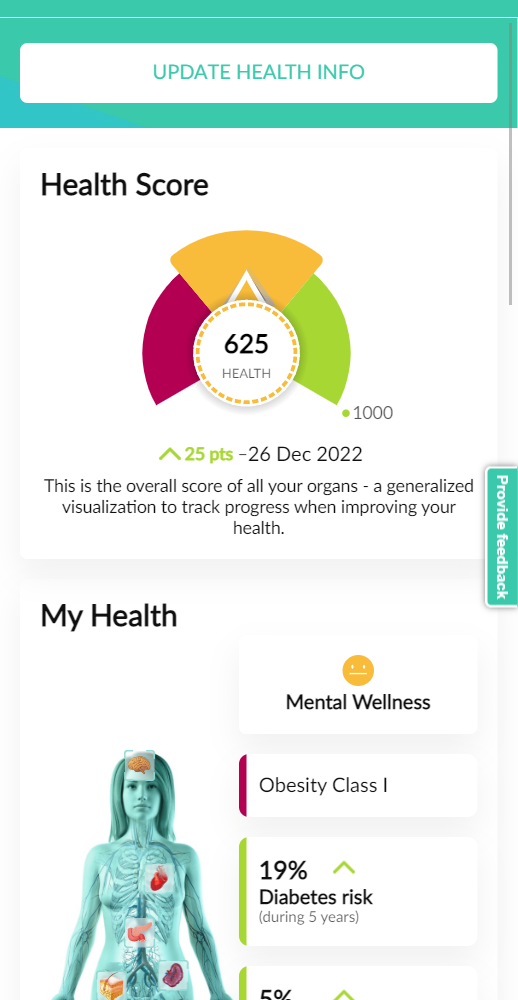 UPDATE HEALTH INFO
Health Score
625
HEALTH
1000
25 pts –26 Dec 2022
This is the overall score of all your organs - a generalized
visualization to track progress when improving your
health.
Provide feedback
My Health
Mental Wellness
Obesity Class I
19%
Diabetes risk
(during 5 years)
5%